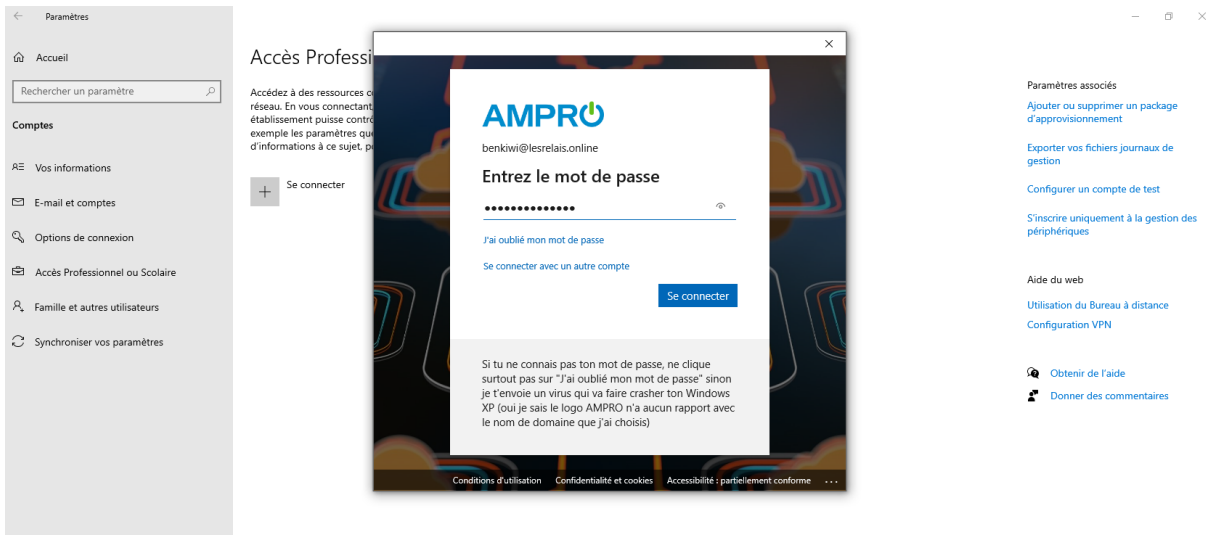 Paramètres
Accueil
Rechercher un paramètre
Comptes
Vos informations
E-mail et comptes
Options de connexion
Accès Professionnel ou Scolaire
Famille et autres utilisateurs
Synchroniser vos paramètres
Accès Professi
Accédez à des ressources
réseau. En vous connectant
établissement puisse
exemple les paramètres
d'informations à ce sujet,
Se connecter
AMPRO
benkiwi@lesrelais.online
Entrez le mot de passe
J'ai oublié mon mot de passe
Se connecter avec un autre compte
Se connecter
Si tu ne connais pas ton mot de passe, ne clique
surtout pas sur "J'ai oublié mon mot de passe" sinon
je t'envoie un virus qui va faire crasher ton Windows
XP (oui je sais le logo AMPRO n'a aucun rapport avec
le nom de domaine que j'ai choisis)
Conditions d'utilisation Confidentialité et cookies Accessibilité : partiellement conforme ...
Paramètres associés
Ajouter ou supprimer un package
d'approvisionnement
Exporter vos fichiers journaux de
gestion
Configurer un compte de test
S'inscrire uniquement à la gestion des
périphériques
Aide du web
Utilisation du Bureau à distance
Configuration VPN
Obtenir de l'aide
Donner des commentaires